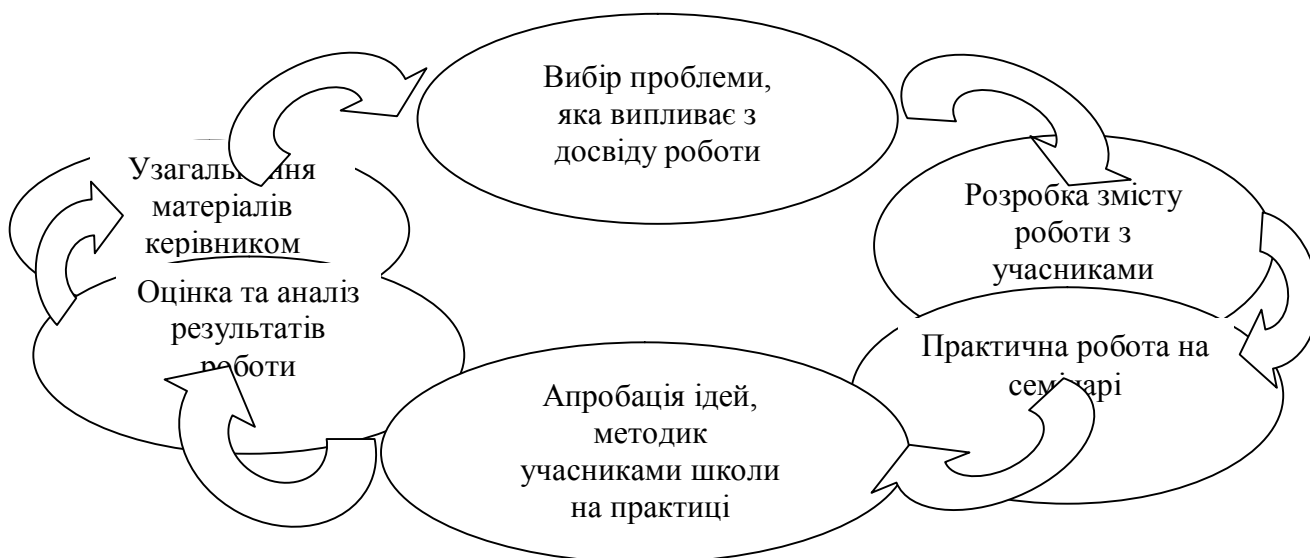 Вибір проблеми,
яка випливає з
досвіду роботи
Розробка змісту
роботи з
учасниками
Практична робота на
семінарі
Апробація ідей,
методик
учасниками школи
на практиці
Оцінка та аналіз
результатів
роботи
Узагальнення
матеріалів
керівником